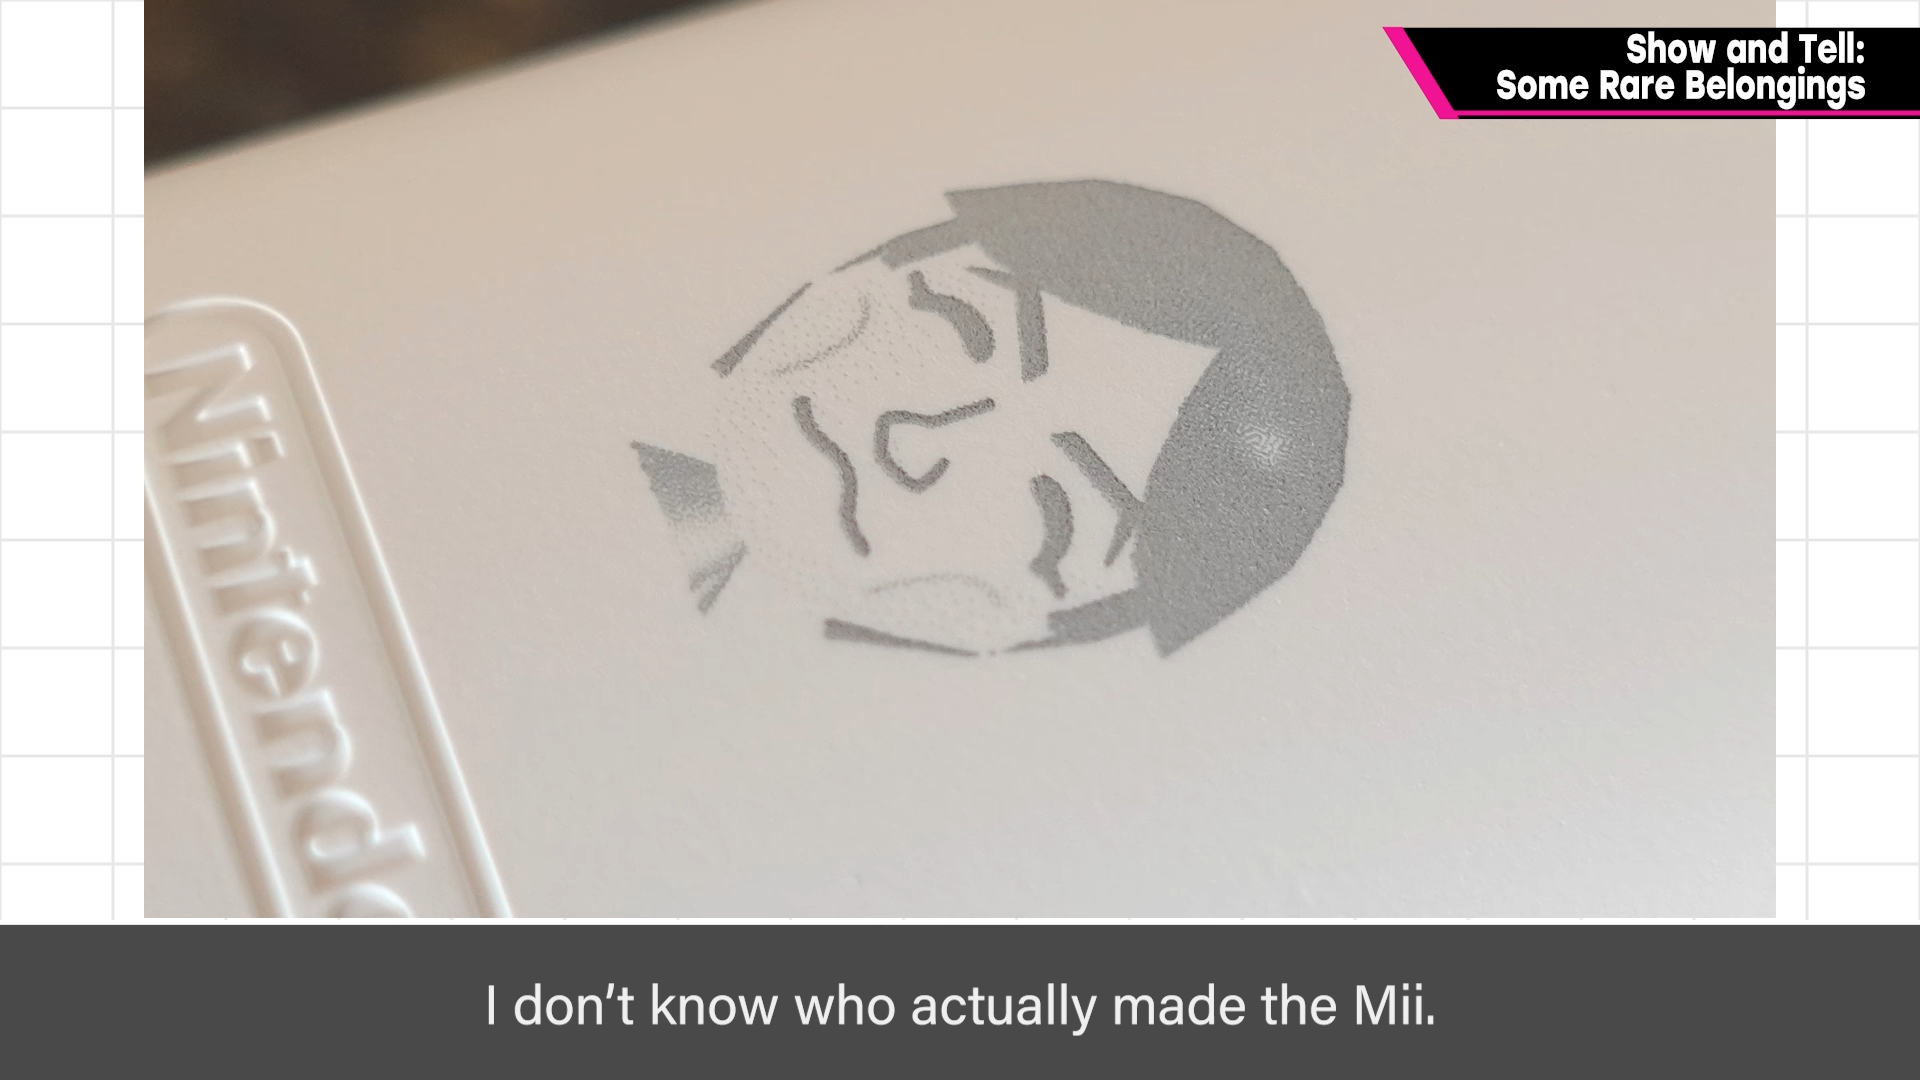 Show and Tell:
Some Rare Belongings
Nintendo
I don't know who actually made the Mii.